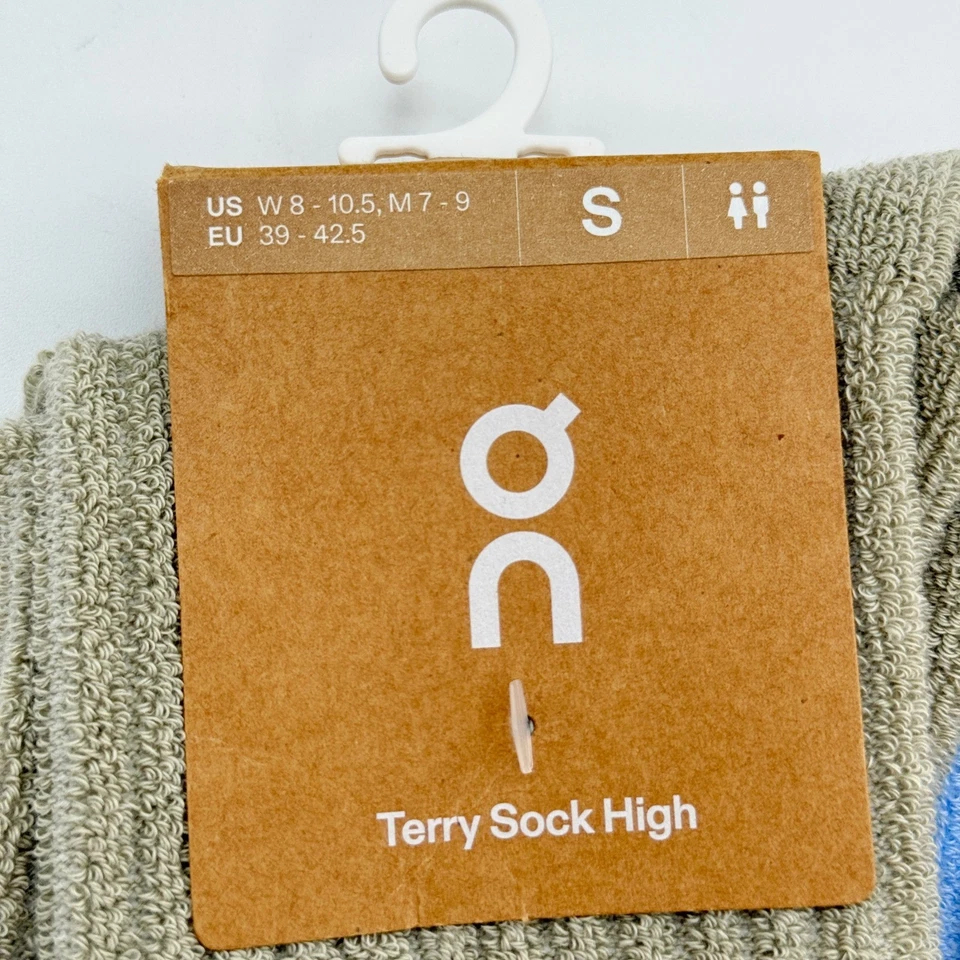 US W 8 - 10.5, M 7 - 9
EU 39 - 42.5
S
On
Terry Sock High